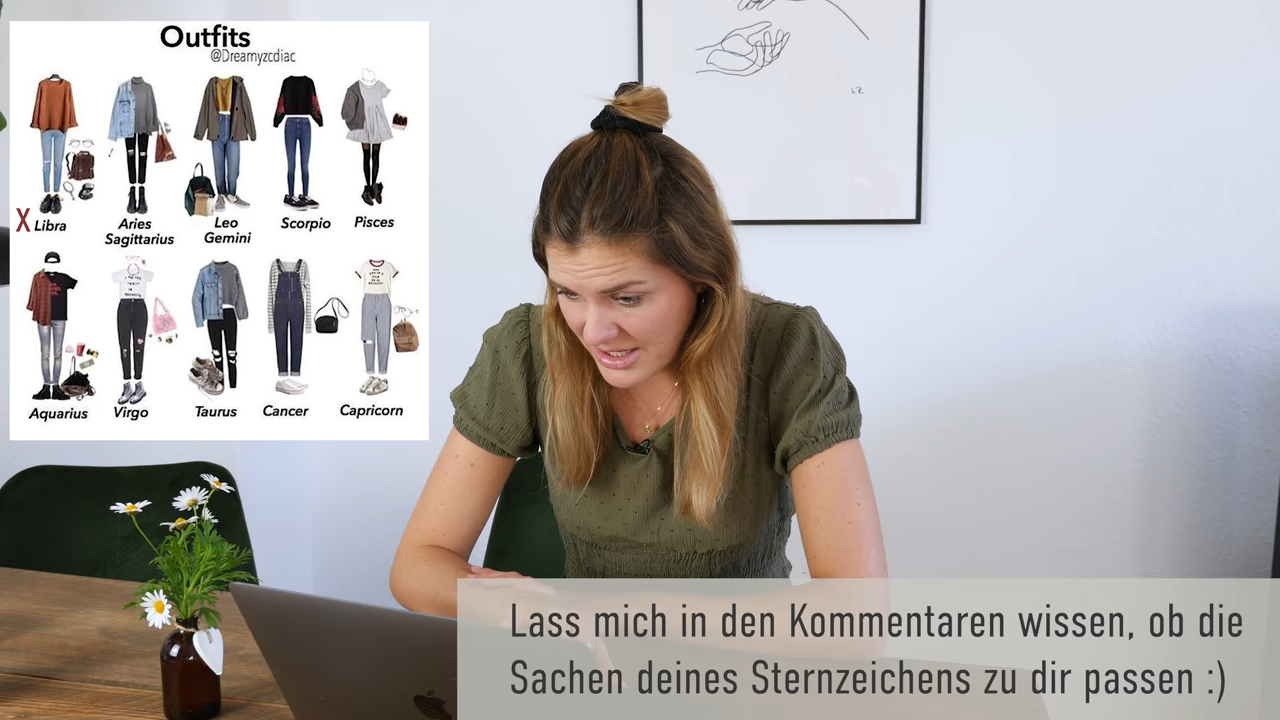 Outfits
@Dreamyzcdiac
X Libra
Aries
Sagittarius
Leo
Gemini
Scorpio
Pisces
Aquarius
Virgo
Taurus
Cancer
Capricorn
Lass mich in den Kommentaren wissen, ob die
Sachen deines Sternzeichens zu dir passen :)